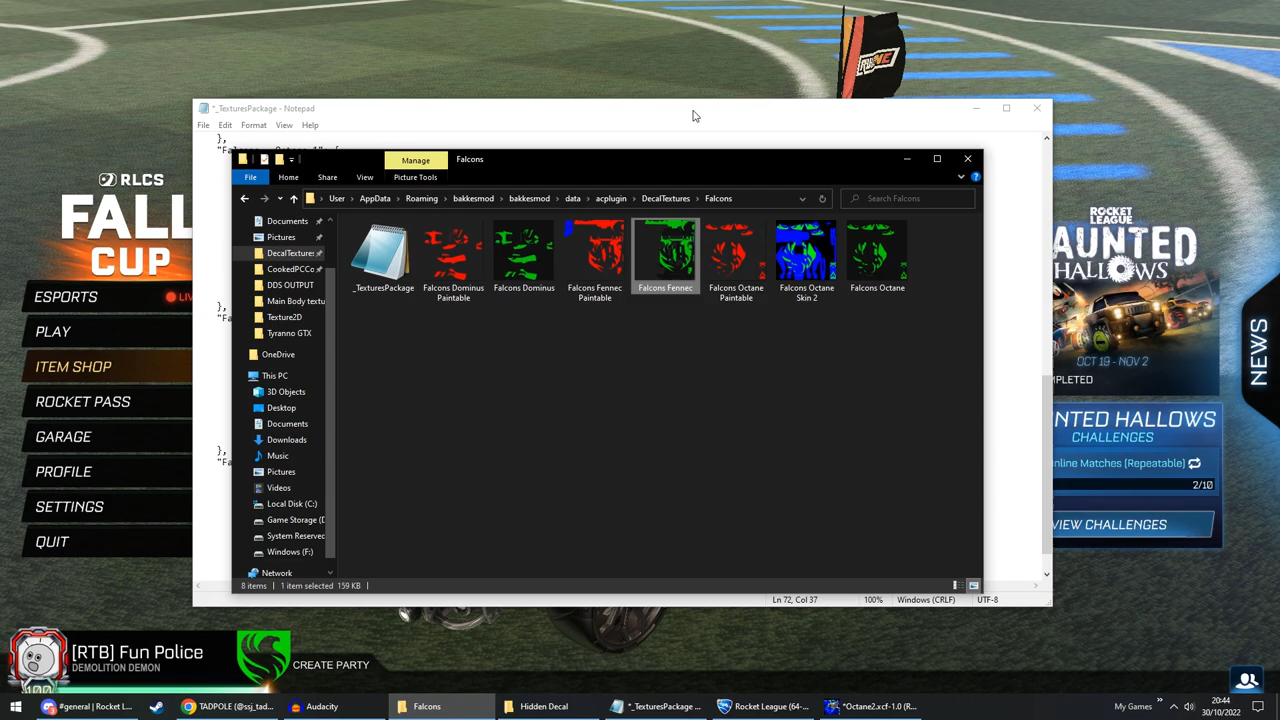 *_TexturesPackage - Notepad
File Edit Format View Help
},
Manage
Falcons
File Home Share View Picture Tools
User AppData Roaming bakkesmod bakkesmod data acplugin DecalTextures Falcons
Search Falcons
Documents
Pictures
DecalTextures
CookedPCCo
DDS OUTPUT
Main Body textu
Texture2D
Tyranno GTX
OneDrive
This PC
3D Objects
Desktop
Documents
Downloads
Music
Pictures
Videos
Local Disk (C:)
Game Storage (D
System Reserved
Windows (F:)
Network
_TexturesPackage
Falcons Dominus
Paintable
Falcons Dominus
Falcons Fennec
Paintable
Falcons Fennec
Falcons Octane
Paintable
Falcons Octane
Skin 2
Falcons Octane
8 items 1 item selected 159 KB
},
"Fa
},
"Fa
Ln 72, Col 37 100% Windows (CRLF) UTF-8
RLCS
FALL
CUP
ESPORTS LIV
PLAY
ITEM SHOP
ROCKET PASS
GARAGE
PROFILE
SETTINGS
QUIT
ROCKET
LEAGUE
HAUNTED
HALLOWS
OCT 19 - NOV 2
MPLETED
NEWS
NTED HALLOWS
CHALLENGES
nline Matches (Repeatable)
2/10
VIEW CHALLENGES
100
[RTB] Fun Police
DEMOLITION DEMON
CREATE PARTY
#general | Rocket L...
TADPOLE (@ssj_tad...
Audacity
Falcons
Hidden Decal
*_TexturesPackage ...
Rocket League (64-...
*Octane2.xcf-1.0 (R...
My Games
20:44
30/10/2022